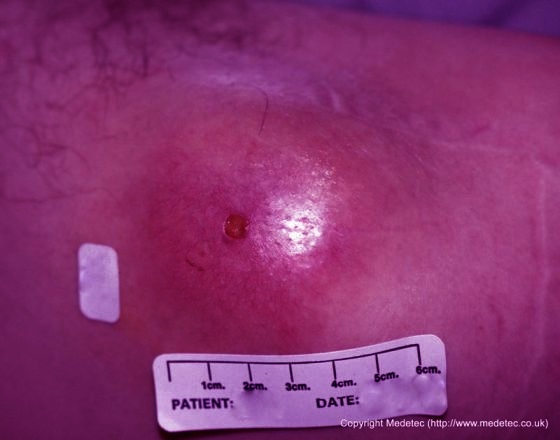 1cm. 2cm. 3cm. 4cm. 5cm. 6cm.
PATIENT: DATE:
Copyright Medetec (http://www.medetec.co.uk)